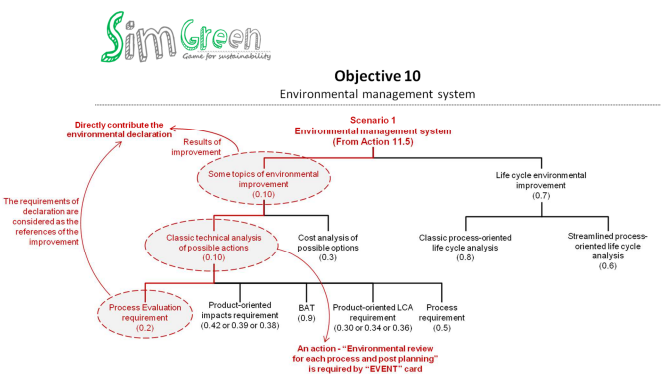 Sim Green
Game for sustainability
Objective 10
Environmental management system
Scenario 1
Environmental management system
(From Action 11.5)
Directly contribute the
environmental declaration
Results of
improvement
Some topics of environmental
improvement
(0.10)
Life cycle environmental
improvement
(0.7)
The requirements of
declaration are
considered as the
references of the
improvement
Classic technical analysis
of possible actions
(0.10)
Cost analysis of
possible options
(0.3)
Classic process-oriented
life cycle analysis
(0.8)
Streamlined process-
oriented life cycle
analysis
(0.6)
Process Evaluation
requirement
(0.2)
Product-oriented
impacts requirement
(0.42 or 0.39 or 0.38)
BAT
(0.9)
Product-oriented LCA
requirement
(0.30 or 0.34 or 0.36)
Process
requirement
(0.5)
An action - “Environmental review
for each process and post planning”
is required by “EVENT” card